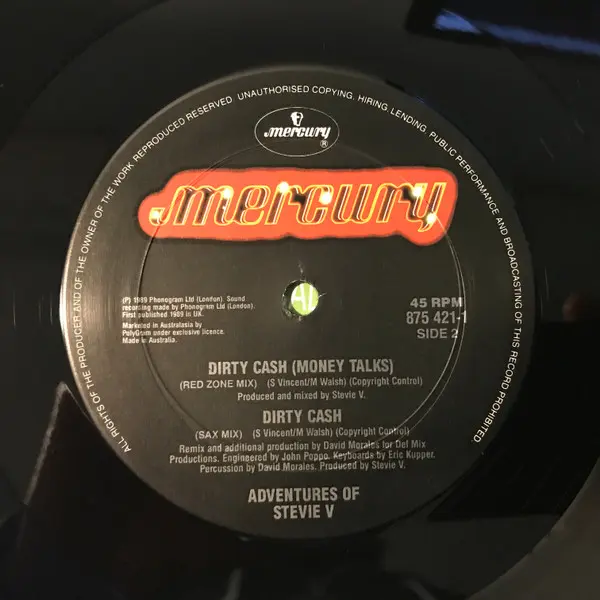 ALL RIGHTS OF THE PRODUCER AND OF THE OWNER OF THE WORK REPRODUCED RESERVED. UNAUTHORISED COPYING, HIRING, LENDING, PUBLIC PERFORMANCE AND BROADCASTING OF THIS RECORD PROHIBITED.
mercury
®
mercury
(P) 1989 Phonogram Ltd (London). Sound
recording made by Phonogram Ltd (London).
First published 1989 in UK.
Marketed in Australasia by
PolyGram under exclusive licence.
Made in Australia.
45 RPM
875 421-1
SIDE 2
DIRTY CASH (MONEY TALKS)
(RED ZONE MIX) (S Vincent/M Walsh) (Copyright Control)
Produced and mixed by Stevie V.
DIRTY CASH
(SAX MIX) (S Vincent/M Walsh) (Copyright Control)
Remix and additional production by David Morales for Def Mix
Productions. Engineered by John Poppo. Keyboards by Eric Kupper.
Percussion by David Morales. Produced by Stevie V.
ADVENTURES OF
STEVIE V